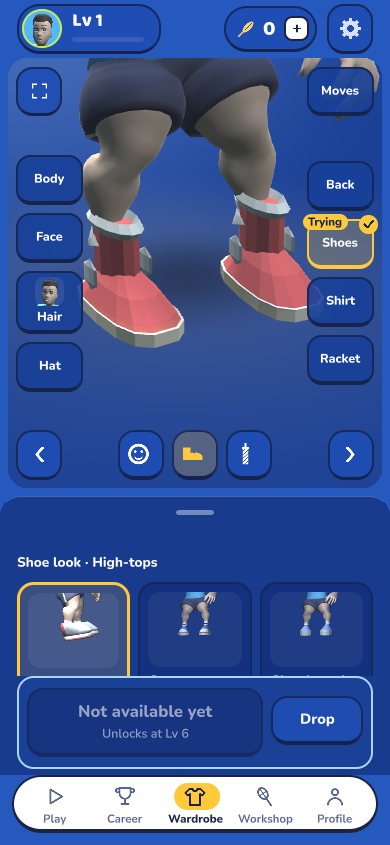 Lv 1
0
+
Moves
Body
Back
Trying
Face
Shoes
Hair
Shirt
Hat
Racket
Shoe look · High-tops
Not available yet
Unlocks at Lv 6
Drop
Play
Career
Wardrobe
Workshop
Profile